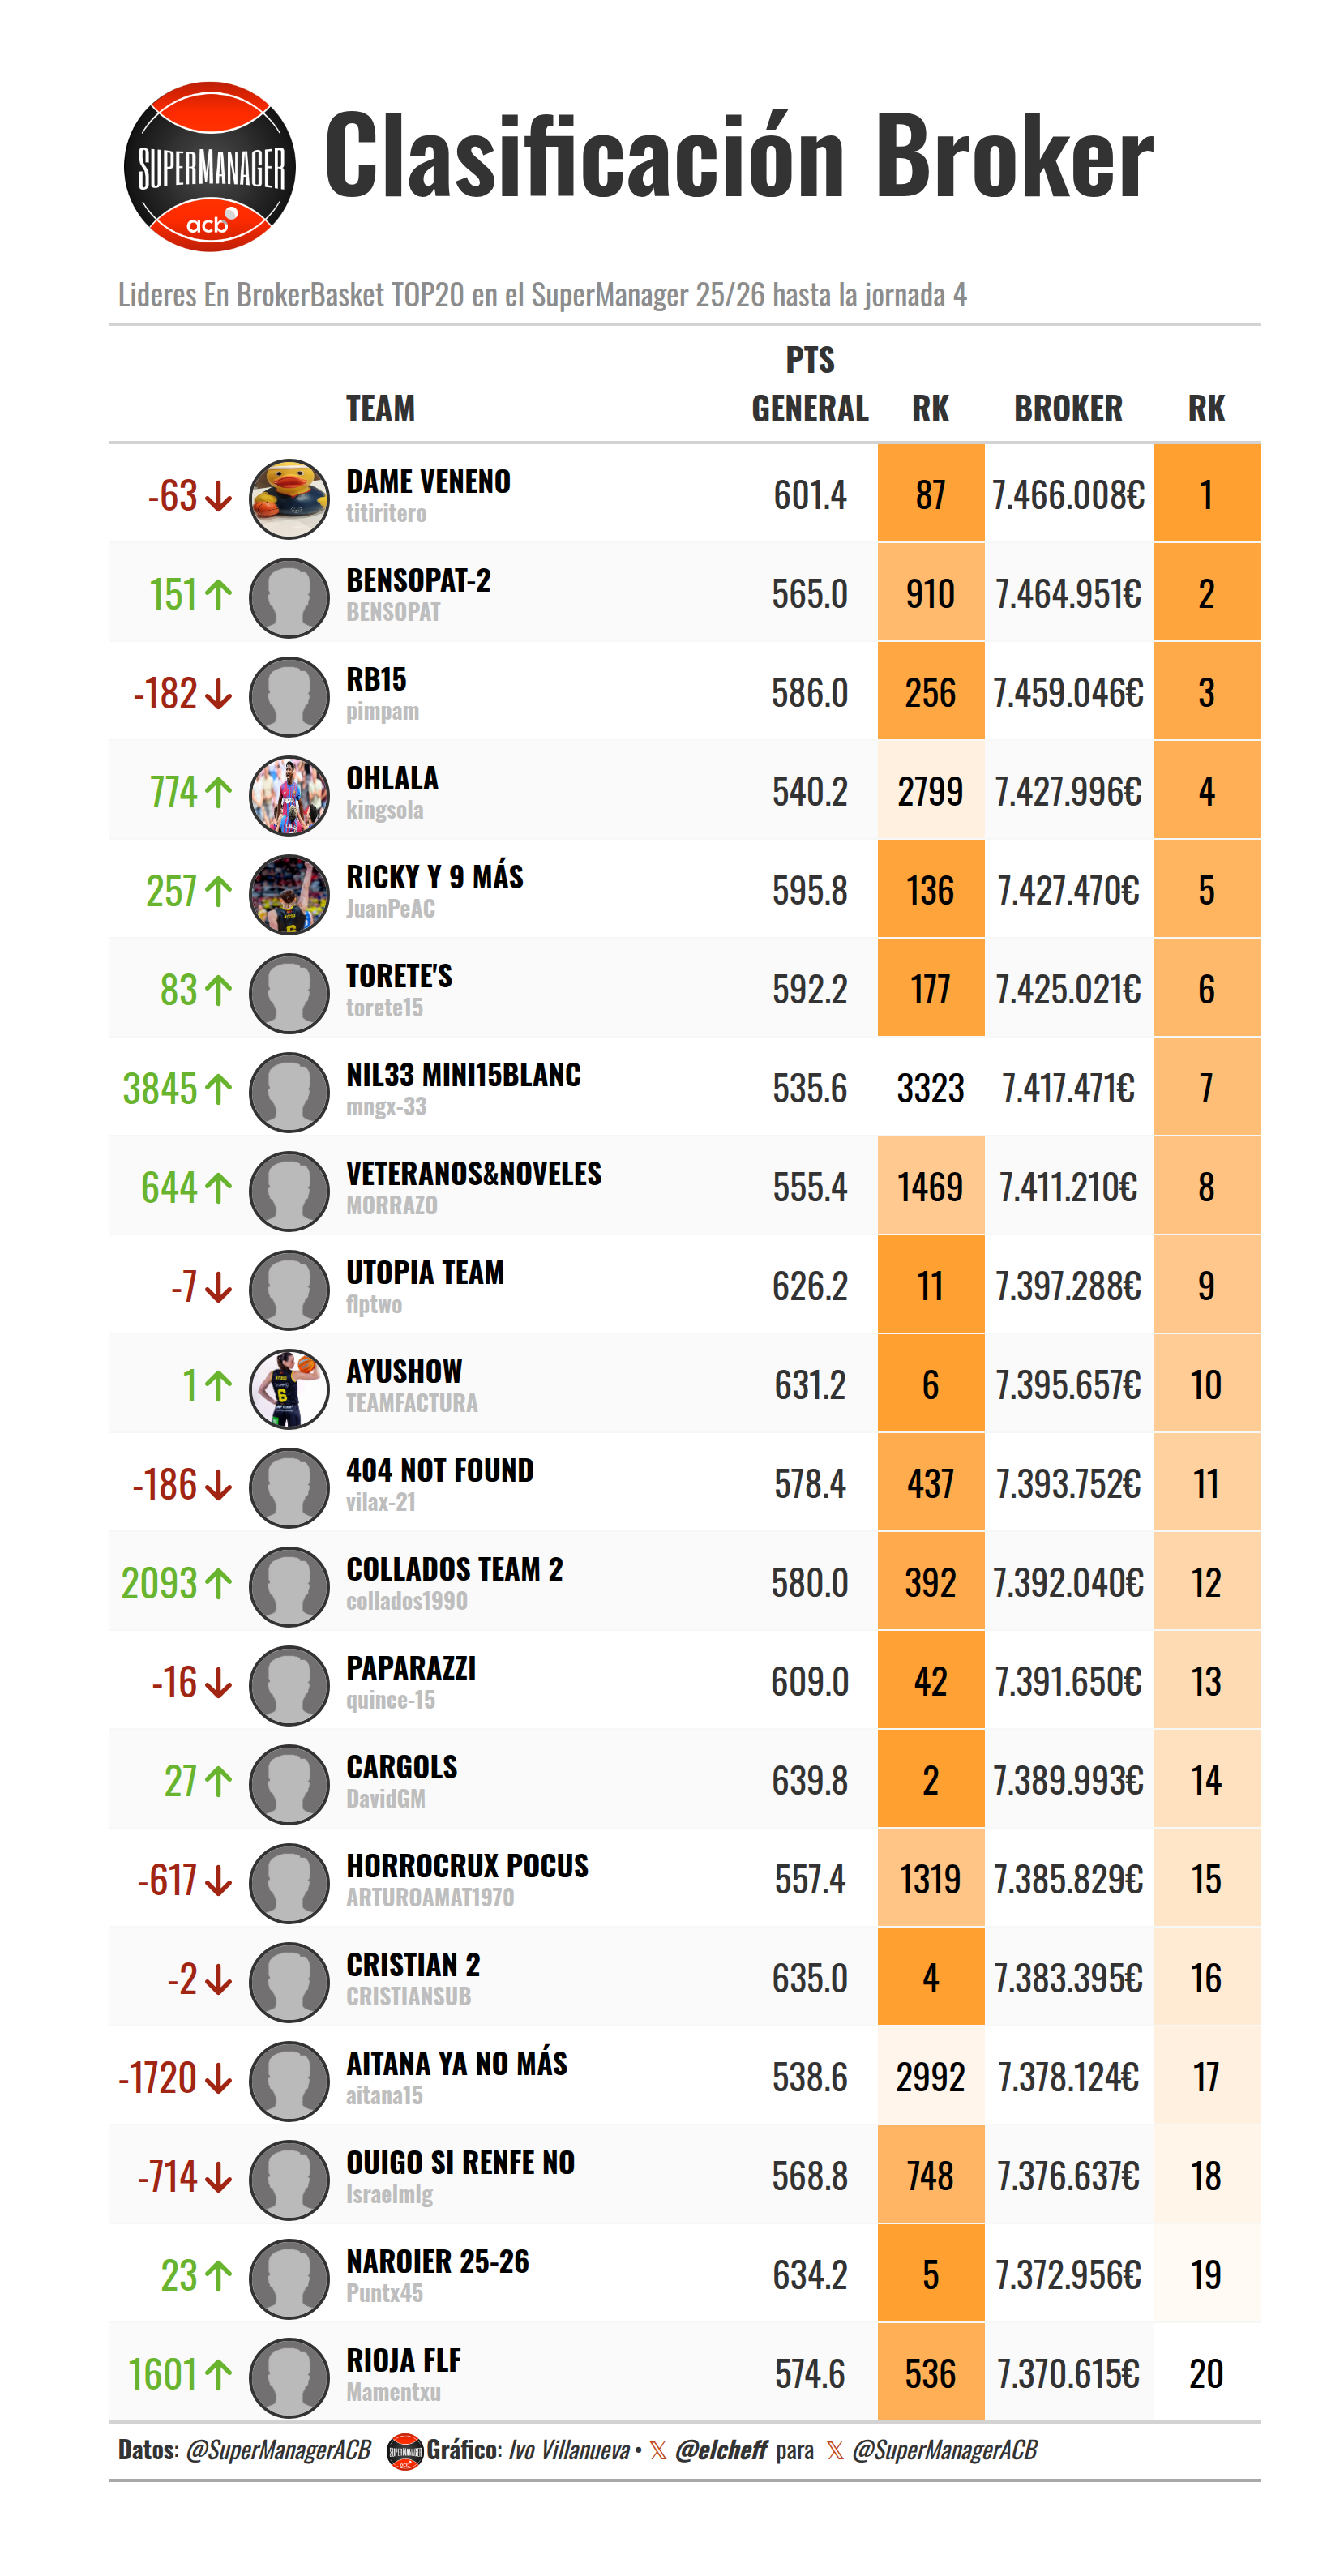 SUPERMANAGER
acb
Clasificación Broker
Lideres En BrokerBasket TOP20 en el SuperManager 25/26 hasta la jornada 4
TEAM PTS GENERAL RK BROKER RK
-63 DAME VENENO 601.4 87 7.466.008€ 1
titiritero
151 BENSOPAT-2 565.0 910 7.464.951€ 2
BENSOPAT
-182 RB15 586.0 256 7.459.046€ 3
pimpam
774 OHLALA 540.2 2799 7.427.996€ 4
kingsola
257 RICKY Y 9 MÁS 595.8 136 7.427.470€ 5
JuanPeAC
83 TORETE'S 592.2 177 7.425.021€ 6
torete15
3845 NIL33 MINI15BLANC 535.6 3323 7.417.471€ 7
mngx-33
644 VETERANOS&NOVELES 555.4 1469 7.411.210€ 8
MORRAZO
-7 UTOPIA TEAM 626.2 11 7.397.288€ 9
flptwo
1 AYUSHOW 631.2 6 7.395.657€ 10
TEAMFACTURA
-186 404 NOT FOUND 578.4 437 7.393.752€ 11
vilax-21
2093 COLLADOS TEAM 2 580.0 392 7.392.040€ 12
collados1990
-16 PAPARAZZI 609.0 42 7.391.650€ 13
quince-15
27 CARGOLS 639.8 2 7.389.993€ 14
DavidGM
-617 HORROCRUX POCUS 557.4 1319 7.385.829€ 15
ARTUROAMAT1970
-2 CRISTIAN 2 635.0 4 7.383.395€ 16
CRISTIANSUB
-1720 AITANA YA NO MÁS 538.6 2992 7.378.124€ 17
aitana15
-714 OUIGO SI RENFE NO 568.8 748 7.376.637€ 18
Israelmlg
23 NAROIER 25-26 634.2 5 7.372.956€ 19
Puntx45
1601 RIOJA FLF 574.6 536 7.370.615€ 20
Mamentxu
Datos: @SuperManagerACB Gráfico: Ivo Villanueva • 𝕏 @elcheff para 𝕏 @SuperManagerACB